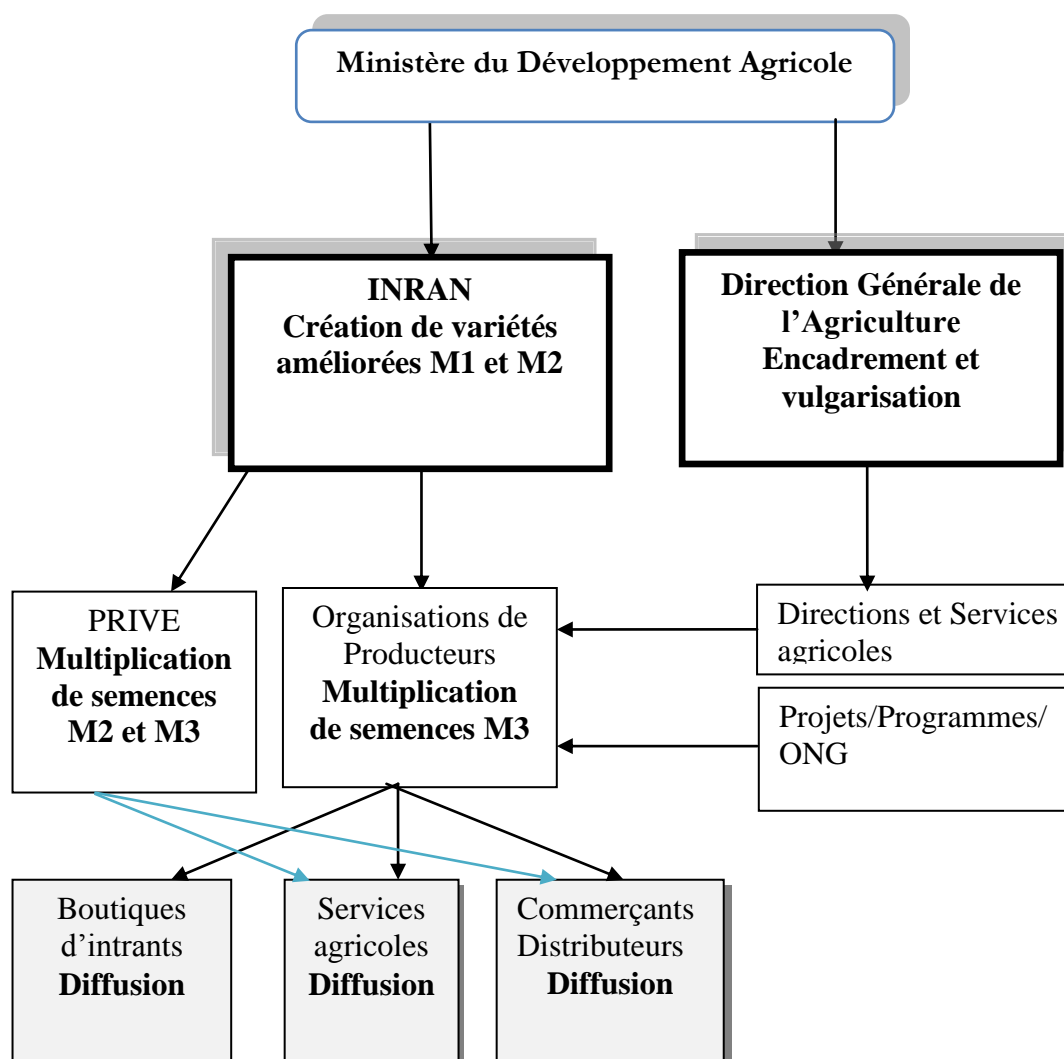 Ministère du Développement Agricole
INRAN
Création de variétés
améliorées M1 et M2
Direction Générale de
l’Agriculture
Encadrement et
vulgarisation
PRIVE
Multiplication
de semences
M2 et M3
Organisations de
Producteurs
Multiplication
de semences M3
Directions et Services
agricoles
Projets/Programmes/
ONG
Boutiques
d’intrants
Diffusion
Services
agricoles
Diffusion
Commerçants
Distributeurs
Diffusion